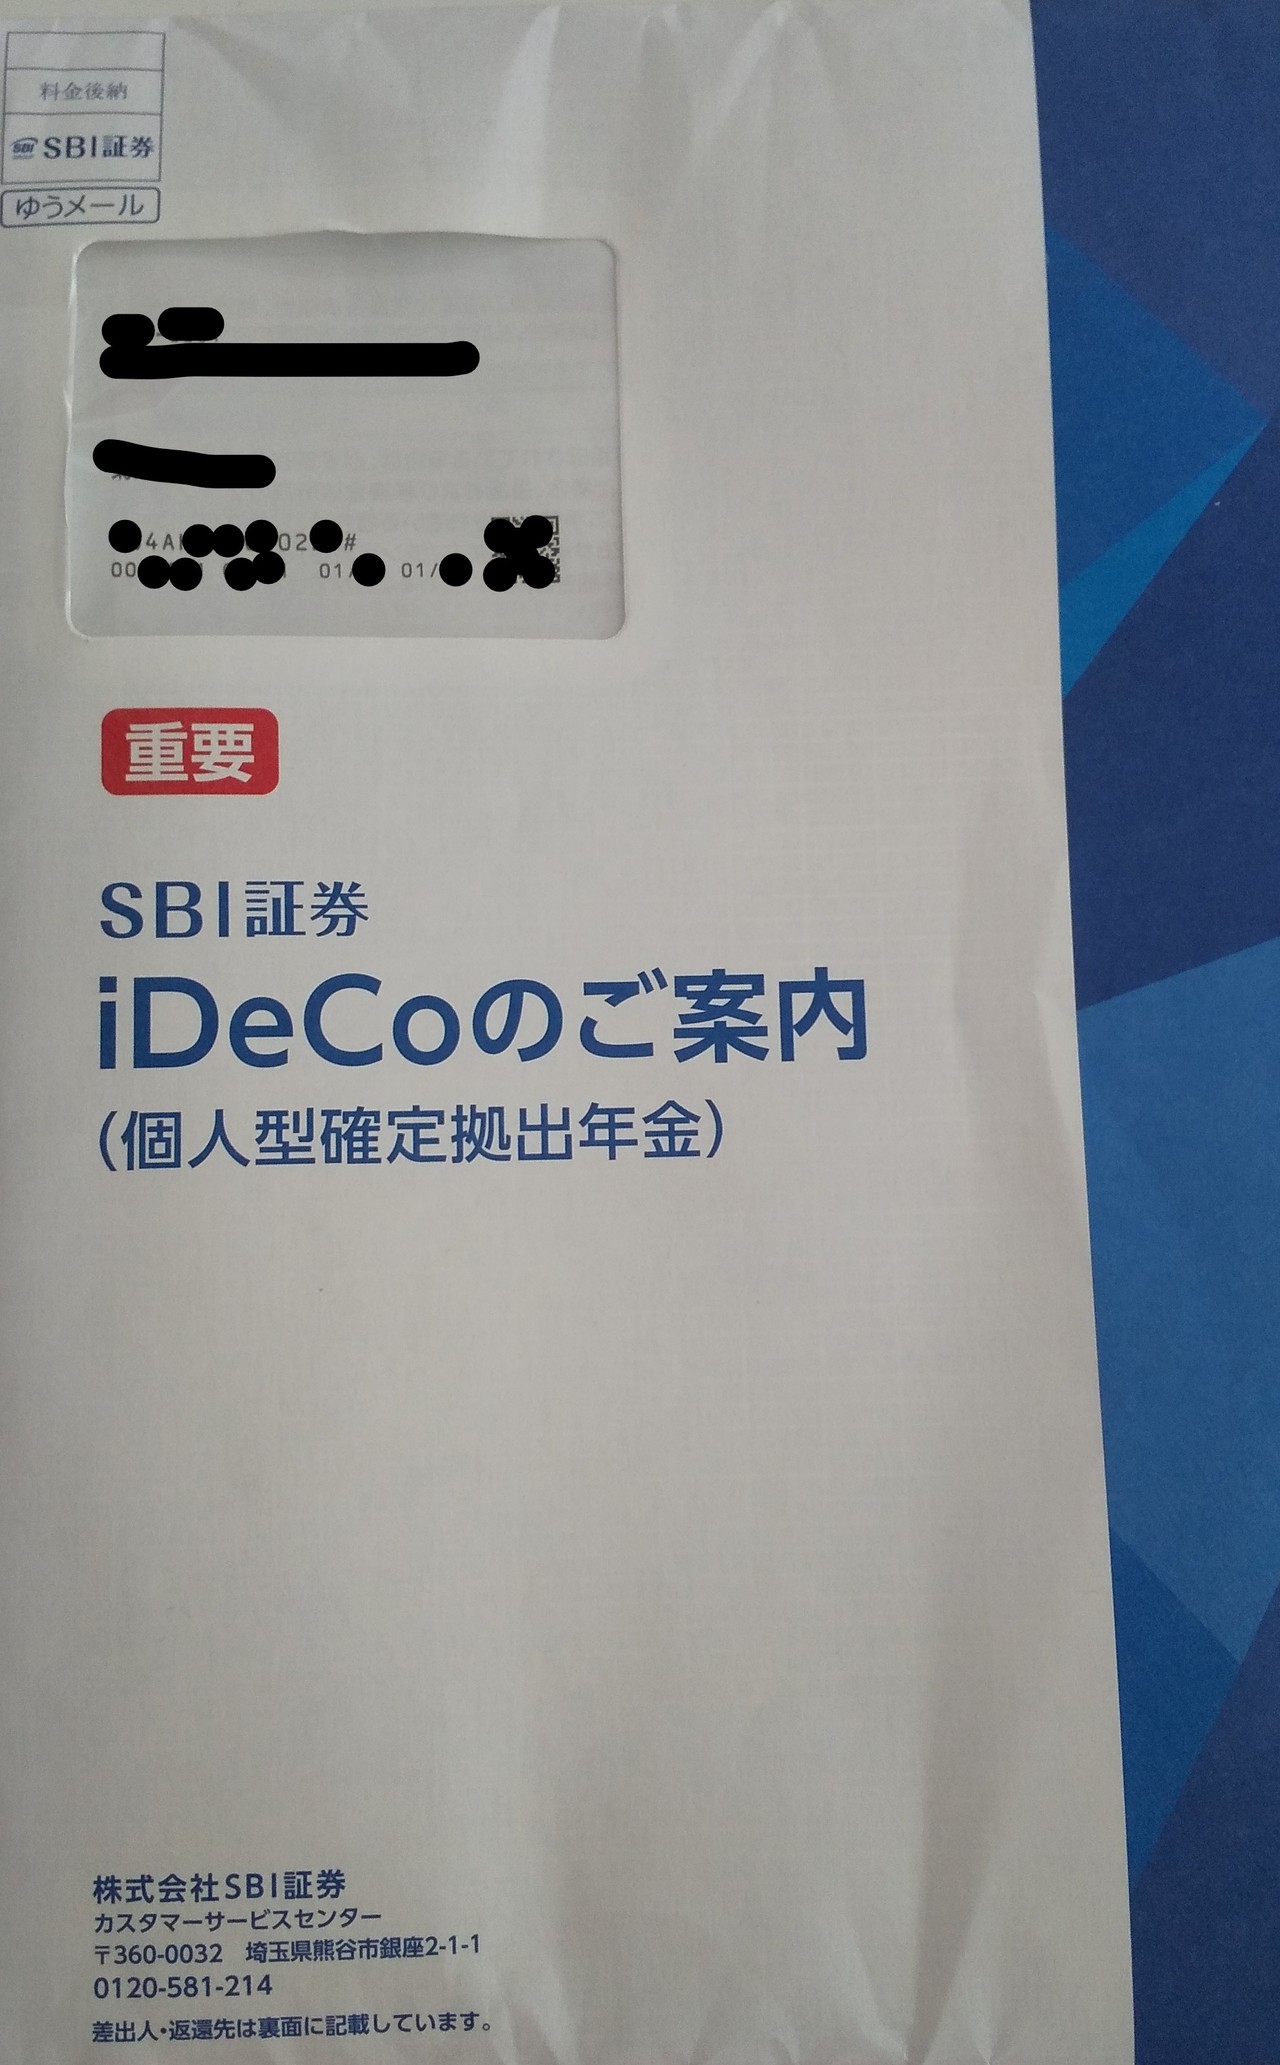 料金後納
SBI証券
ゆうメール
重要
SBI証券
iDeCoのご案内
(個人型確定拠出年金)
株式会社SBI証券
カスタマーサービスセンター
〒360-0032 埼玉県熊谷市銀座2-1-1
0120-581-214
差出人・返還先は裏面に記載しています。